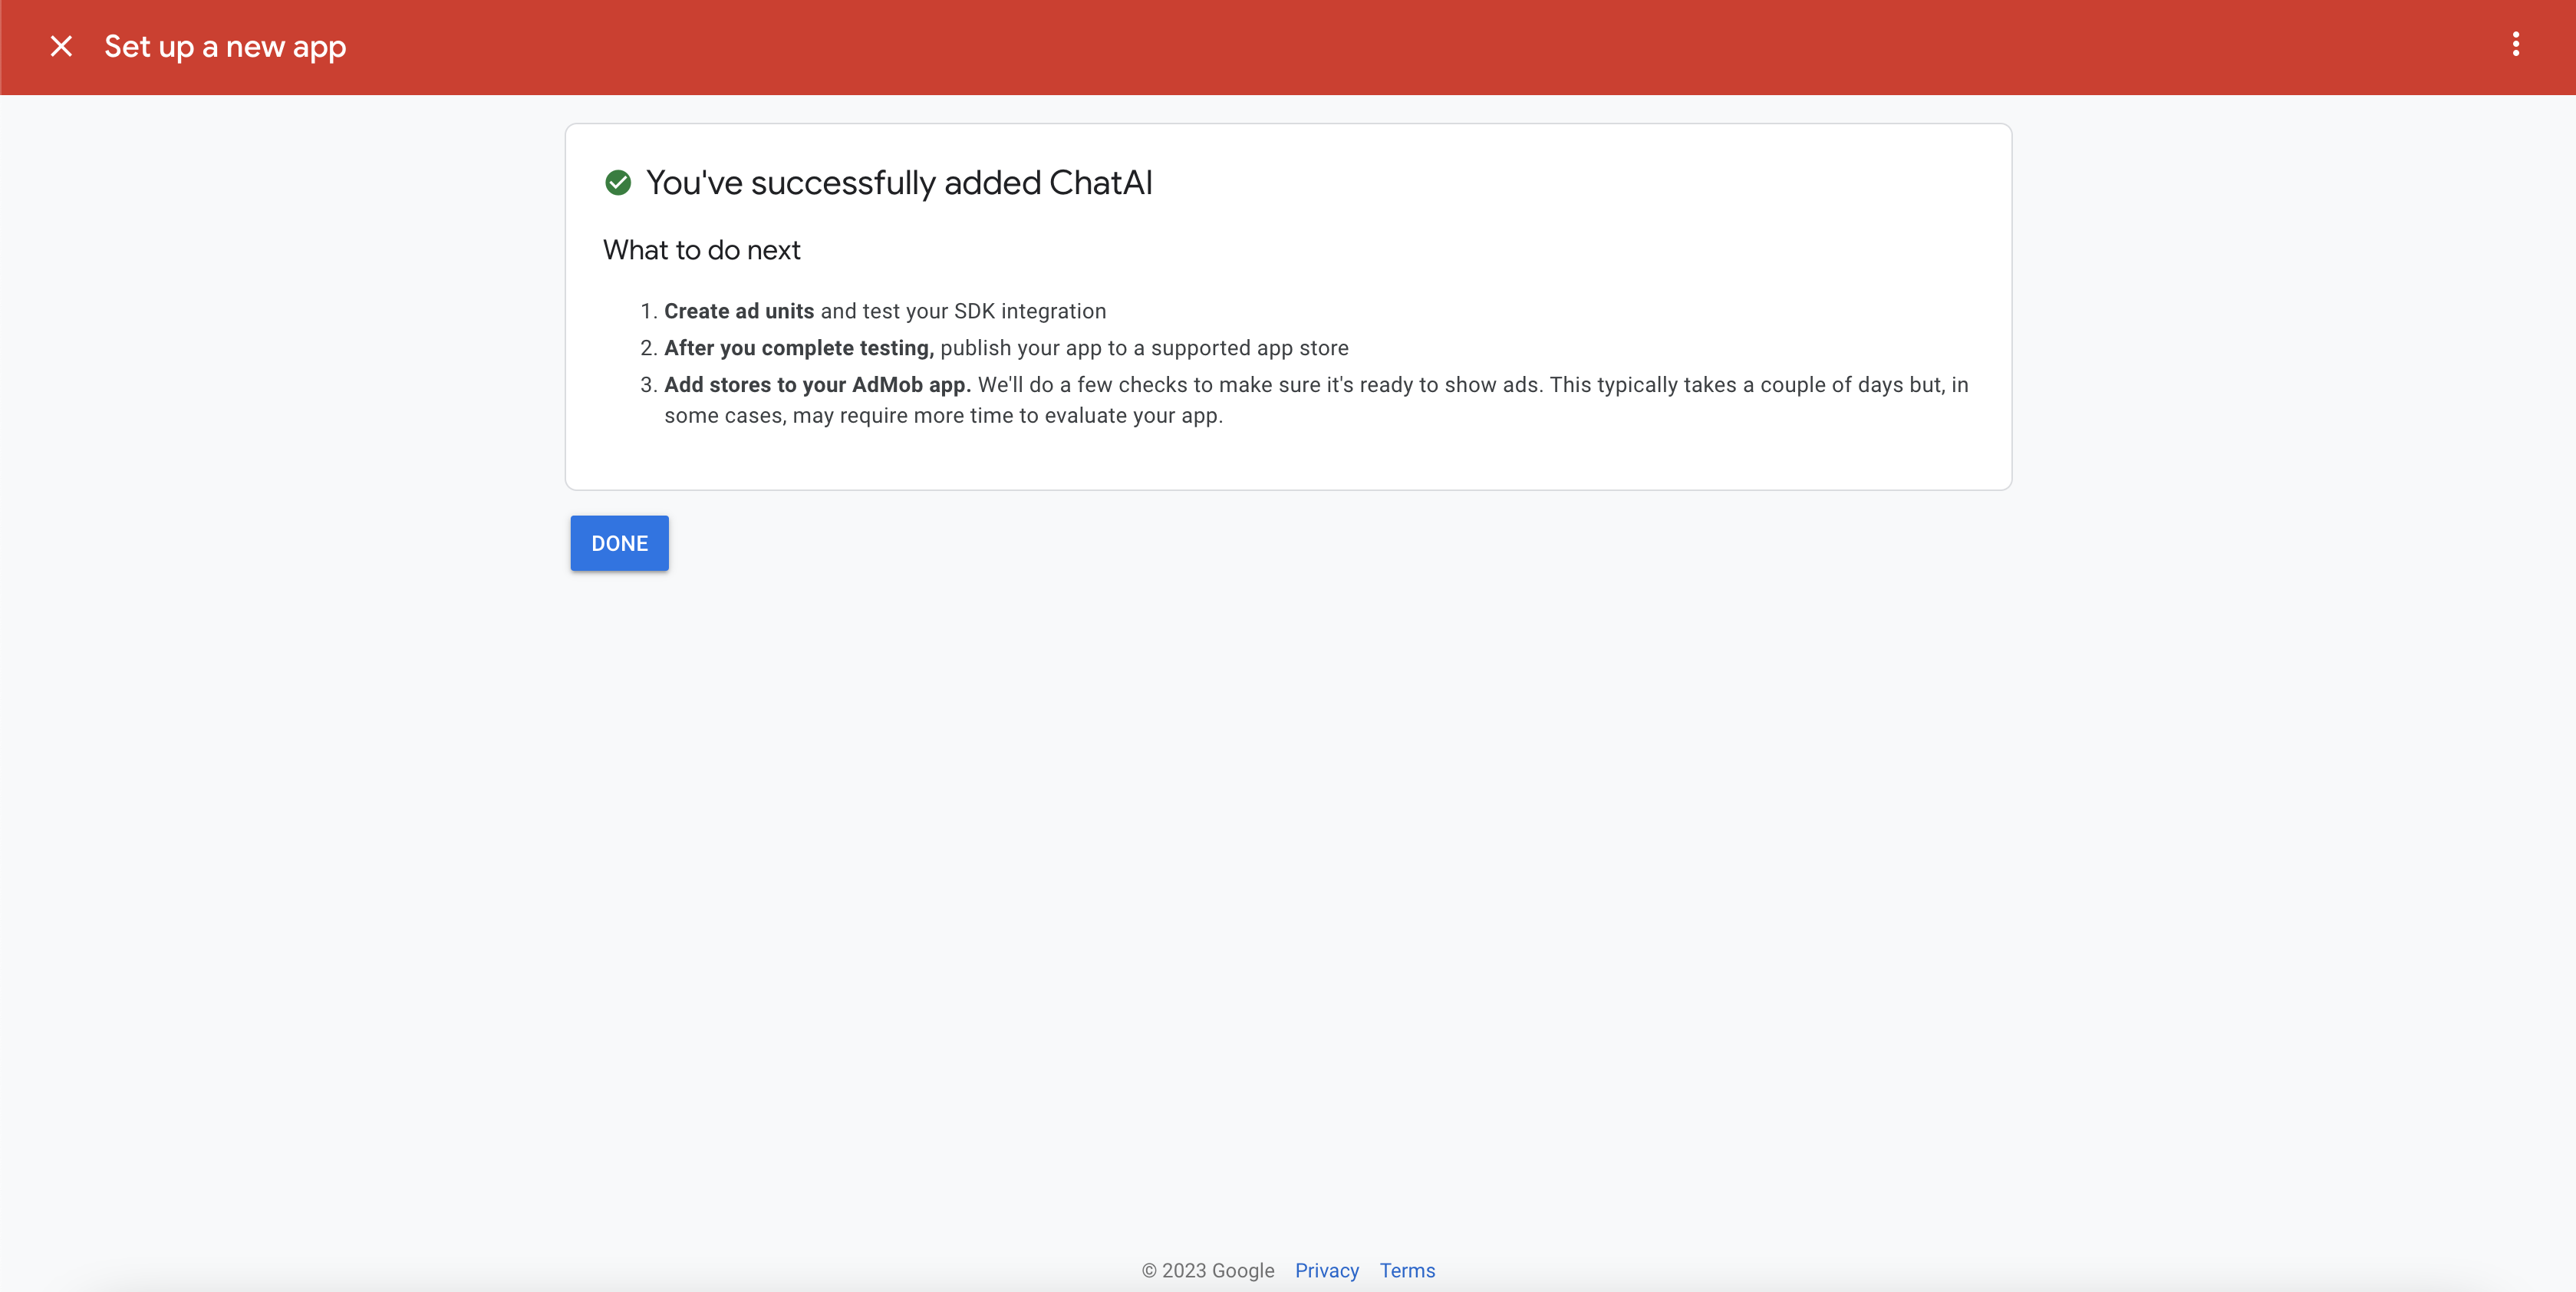 Set up a new app
You've successfully added ChatAI
What to do next
1. Create ad units and test your SDK integration
2. After you complete testing, publish your app to a supported app store
3. Add stores to your AdMob app. We'll do a few checks to make sure it's ready to show ads. This typically takes a couple of days but, in
some cases, may require more time to evaluate your app.
DONE
© 2023 Google Privacy Terms